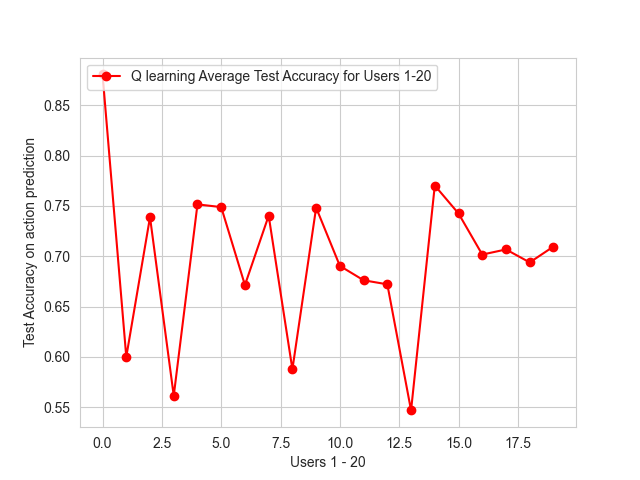 Q learning Average Test Accuracy for Users 1-20
Test Accuracy on action prediction
0.85
0.80
0.75
0.70
0.65
0.60
0.55
0.0 2.5 5.0 7.5 10.0 12.5 15.0 17.5
Users 1 - 20